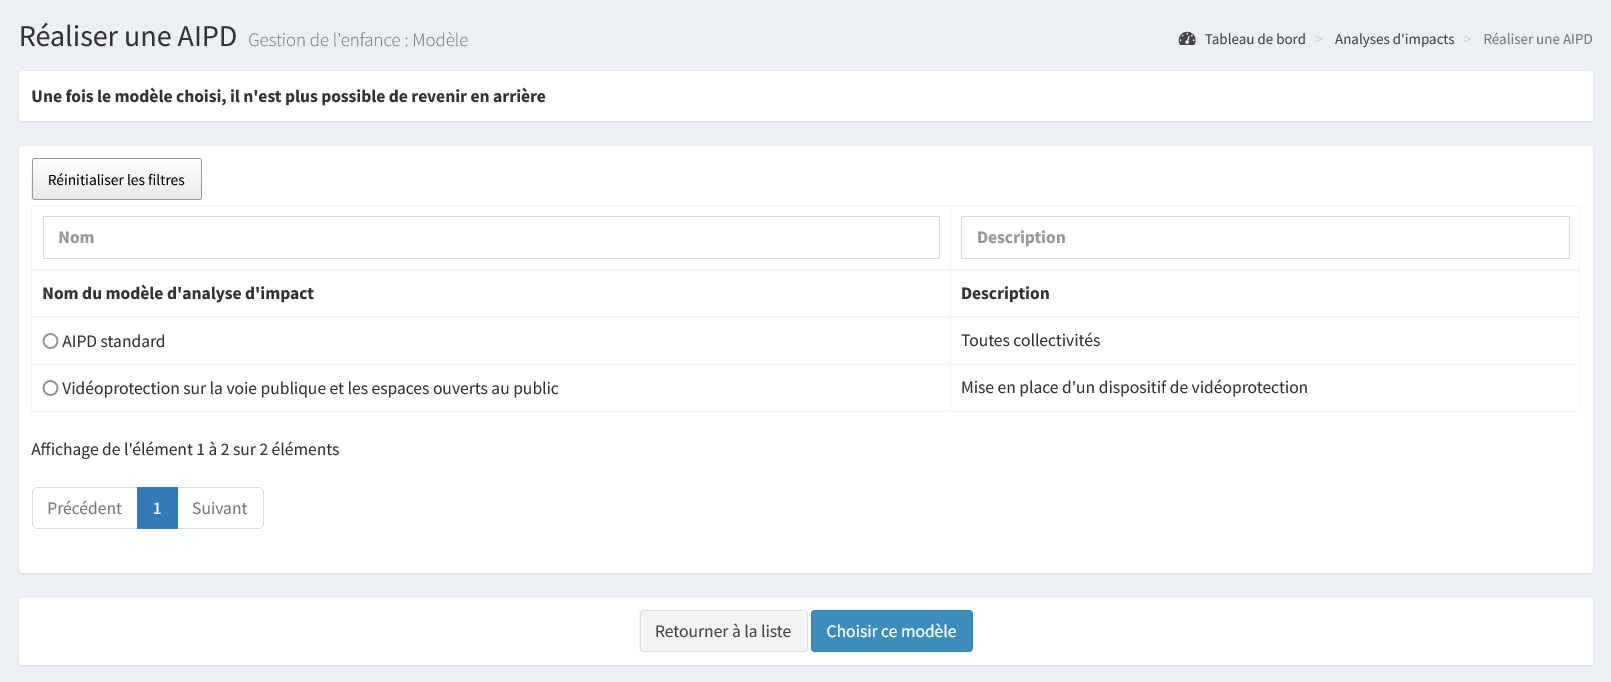 Réaliser une AIPD Gestion de l'enfance : Modèle
Tableau de bord > Analyses d'impacts > Réaliser une AIPD
Une fois le modèle choisi, il n'est plus possible de revenir en arrière
Réinitialiser les filtres
Nom Description
Nom du modèle d'analyse d'impact Description
AIPD standard Toutes collectivités
Vidéoprotection sur la voie publique et les espaces ouverts au public Mise en place d'un dispositif de vidéoprotection
Affichage de l'élément 1 à 2 sur 2 éléments
Précédent 1 Suivant
Retourner à la liste Choisir ce modèle